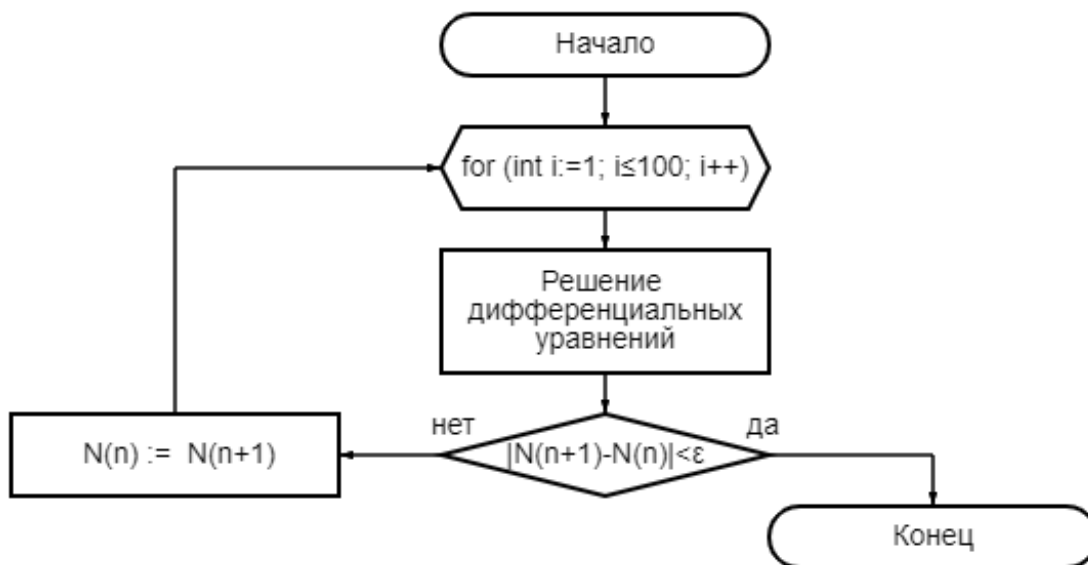 Начало
for (int i:=1; i≤100; i++)
Решение
дифференциальных
уравнений
нет
да
|N(n+1)-N(n)|<ε
N(n) := N(n+1)
Конец